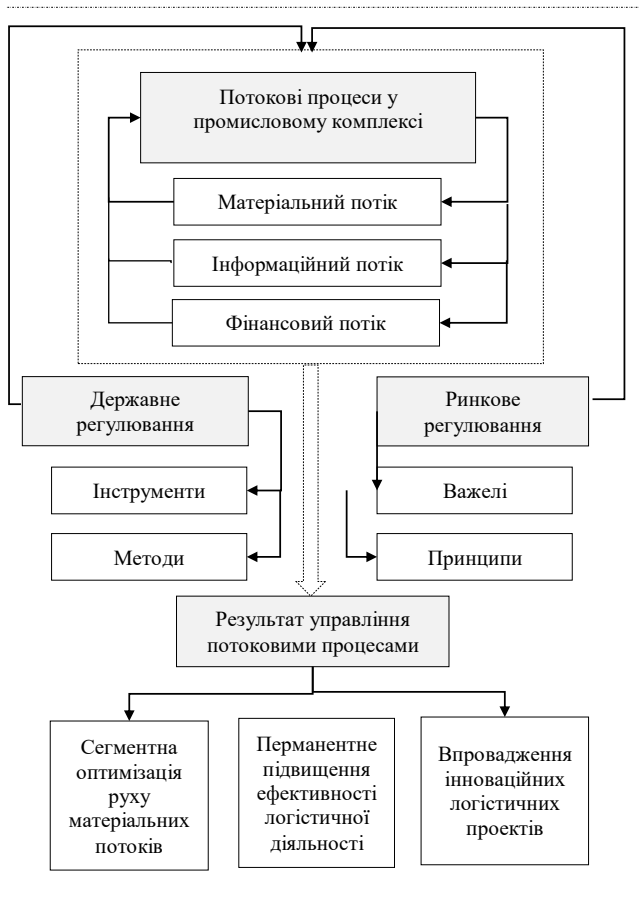 Потокові процеси у
промисловому комплексі
Матеріальний потік
Інформаційний потік
Фінансовий потік
Державне
регулювання
Ринкове
регулювання
Інструменти
Важелі
Методи
Принципи
Результат управління
потоковими процесами
Сегментна
оптимізація
руху
матеріальних
потоків
Перманентне
підвищення
ефективності
логістичної
діяльності
Впровадження
інноваційних
логістичних
проектів